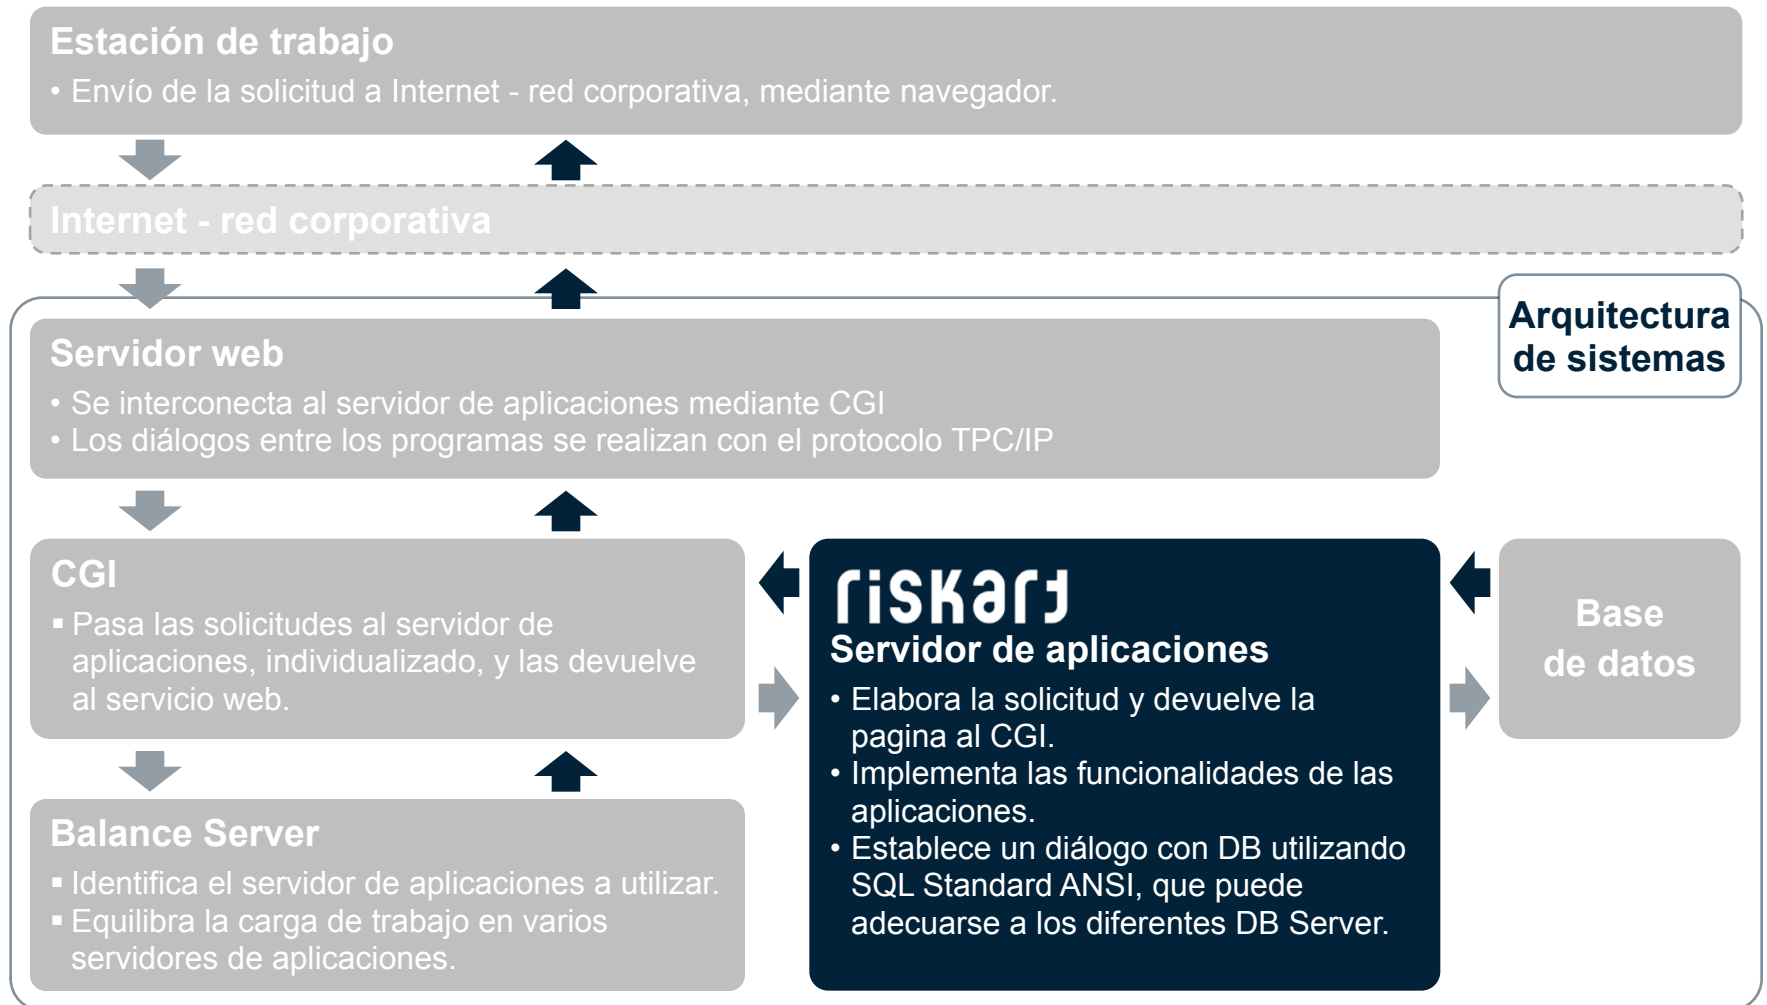 Estación de trabajo
• Envío de la solicitud a Internet - red corporativa, mediante navegador.
Internet - red corporativa
Arquitectura
de sistemas
Servidor web
• Se interconecta al servidor de aplicaciones mediante CGI
• Los diálogos entre los programas se realizan con el protocolo TPC/IP
CGI
▪ Pasa las solicitudes al servidor de
aplicaciones, individualizado, y las devuelve
al servicio web.
riskart
Servidor de aplicaciones
• Elabora la solicitud y devuelve la
pagina al CGI.
• Implementa las funcionalidades de las
aplicaciones.
• Establece un diálogo con DB utilizando
SQL Standard ANSI, que puede
adecuarse a los diferentes DB Server.
Base
de datos
Balance Server
▪ Identifica el servidor de aplicaciones a utilizar.
▪ Equilibra la carga de trabajo en varios
servidores de aplicaciones.